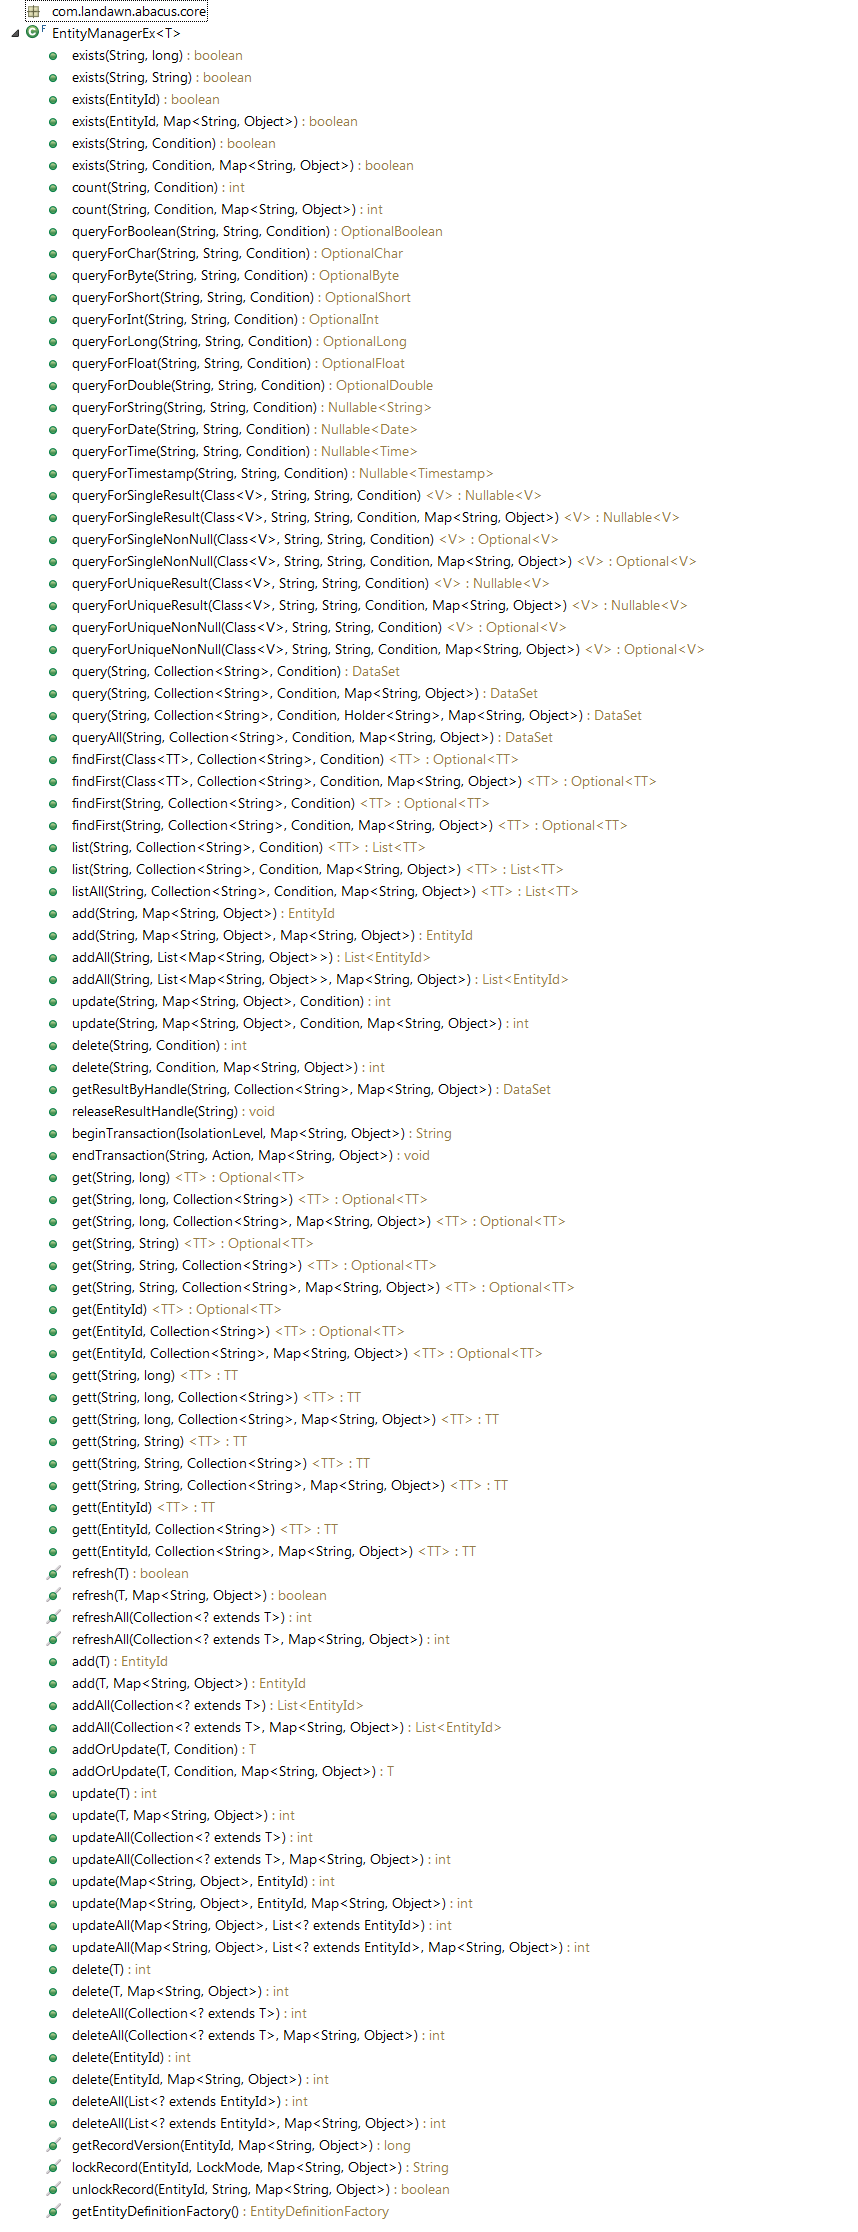 com.landawn.abacus.core
F EntityManagerEx<T>
exists(String, long) : boolean
exists(String, String) : boolean
exists(EntityId) : boolean
exists(EntityId, Map<String, Object>) : boolean
exists(String, Condition) : boolean
exists(String, Condition, Map<String, Object>) : boolean
count(String, Condition) : int
count(String, Condition, Map<String, Object>) : int
queryForBoolean(String, String, Condition) : OptionalBoolean
queryForChar(String, String, Condition) : OptionalChar
queryForByte(String, String, Condition) : OptionalByte
queryForShort(String, String, Condition) : OptionalShort
queryForInt(String, String, Condition) : OptionalInt
queryForLong(String, String, Condition) : OptionalLong
queryForFloat(String, String, Condition) : OptionalFloat
queryForDouble(String, String, Condition) : OptionalDouble
queryForString(String, String, Condition) : Nullable<String>
queryForDate(String, String, Condition) : Nullable<Date>
queryForTime(String, String, Condition) : Nullable<Time>
queryForTimestamp(String, String, Condition) : Nullable<Timestamp>
queryForSingleResult(Class<V>, String, String, Condition) <V> : Nullable<V>
queryForSingleResult(Class<V>, String, String, Condition, Map<String, Object>) <V> : Nullable<V>
queryForSingleNonNull(Class<V>, String, String, Condition) <V> : Optional<V>
queryForSingleNonNull(Class<V>, String, String, Condition, Map<String, Object>) <V> : Optional<V>
queryForUniqueResult(Class<V>, String, String, Condition) <V> : Nullable<V>
queryForUniqueResult(Class<V>, String, String, Condition, Map<String, Object>) <V> : Nullable<V>
queryForUniqueNonNull(Class<V>, String, String, Condition) <V> : Optional<V>
queryForUniqueNonNull(Class<V>, String, String, Condition, Map<String, Object>) <V> : Optional<V>
query(String, Collection<String>, Condition) : DataSet
query(String, Collection<String>, Condition, Map<String, Object>) : DataSet
query(String, Collection<String>, Condition, Holder<String>, Map<String, Object>) : DataSet
queryAll(String, Collection<String>, Condition, Map<String, Object>) : DataSet
findFirst(Class<TT>, Collection<String>, Condition) <TT> : Optional<TT>
findFirst(Class<TT>, Collection<String>, Condition, Map<String, Object>) <TT> : Optional<TT>
findFirst(String, Collection<String>, Condition) <TT> : Optional<TT>
findFirst(String, Collection<String>, Condition, Map<String, Object>) <TT> : Optional<TT>
list(String, Collection<String>, Condition) <TT> : List<TT>
list(String, Collection<String>, Condition, Map<String, Object>) <TT> : List<TT>
listAll(String, Collection<String>, Condition, Map<String, Object>) <TT> : List<TT>
add(String, Map<String, Object>) : EntityId
add(String, Map<String, Object>, Map<String, Object>) : EntityId
addAll(String, List<Map<String, Object>>) : List<EntityId>
addAll(String, List<Map<String, Object>>, Map<String, Object>) : List<EntityId>
update(String, Map<String, Object>, Condition) : int
update(String, Map<String, Object>, Condition, Map<String, Object>) : int
delete(String, Condition) : int
delete(String, Condition, Map<String, Object>) : int
getResultByHandle(String, Collection<String>, Map<String, Object>) : DataSet
releaseResultHandle(String) : void
beginTransaction(IsolationLevel, Map<String, Object>) : String
endTransaction(String, Action, Map<String, Object>) : void
get(String, long) <TT> : Optional<TT>
get(String, long, Collection<String>) <TT> : Optional<TT>
get(String, long, Collection<String>, Map<String, Object>) <TT> : Optional<TT>
get(String, String) <TT> : Optional<TT>
get(String, String, Collection<String>) <TT> : Optional<TT>
get(String, String, Collection<String>, Map<String, Object>) <TT> : Optional<TT>
get(EntityId) <TT> : Optional<TT>
get(EntityId, Collection<String>) <TT> : Optional<TT>
get(EntityId, Collection<String>, Map<String, Object>) <TT> : Optional<TT>
gett(String, long) <TT> : TT
gett(String, long, Collection<String>) <TT> : TT
gett(String, long, Collection<String>, Map<String, Object>) <TT> : TT
gett(String, String) <TT> : TT
gett(String, String, Collection<String>) <TT> : TT
gett(String, String, Collection<String>, Map<String, Object>) <TT> : TT
gett(EntityId) <TT> : TT
gett(EntityId, Collection<String>) <TT> : TT
gett(EntityId, Collection<String>, Map<String, Object>) <TT> : TT
refresh(T) : boolean
refresh(T, Map<String, Object>) : boolean
refreshAll(Collection<? extends T>) : int
refreshAll(Collection<? extends T>, Map<String, Object>) : int
add(T) : EntityId
add(T, Map<String, Object>) : EntityId
addAll(Collection<? extends T>) : List<EntityId>
addAll(Collection<? extends T>, Map<String, Object>) : List<EntityId>
addOrUpdate(T, Condition) : T
addOrUpdate(T, Condition, Map<String, Object>) : T
update(T) : int
update(T, Map<String, Object>) : int
updateAll(Collection<? extends T>) : int
updateAll(Collection<? extends T>, Map<String, Object>) : int
update(Map<String, Object>, EntityId) : int
update(Map<String, Object>, EntityId, Map<String, Object>) : int
updateAll(Map<String, Object>, List<? extends EntityId>) : int
updateAll(Map<String, Object>, List<? extends EntityId>, Map<String, Object>) : int
delete(T) : int
delete(T, Map<String, Object>) : int
deleteAll(Collection<? extends T>) : int
deleteAll(Collection<? extends T>, Map<String, Object>) : int
delete(EntityId) : int
delete(EntityId, Map<String, Object>) : int
deleteAll(List<? extends EntityId>) : int
deleteAll(List<? extends EntityId>, Map<String, Object>) : int
getRecordVersion(EntityId, Map<String, Object>) : long
lockRecord(EntityId, LockMode, Map<String, Object>) : String
unlockRecord(EntityId, String, Map<String, Object>) : boolean
getEntityDefinitionFactory() : EntityDefinitionFactory